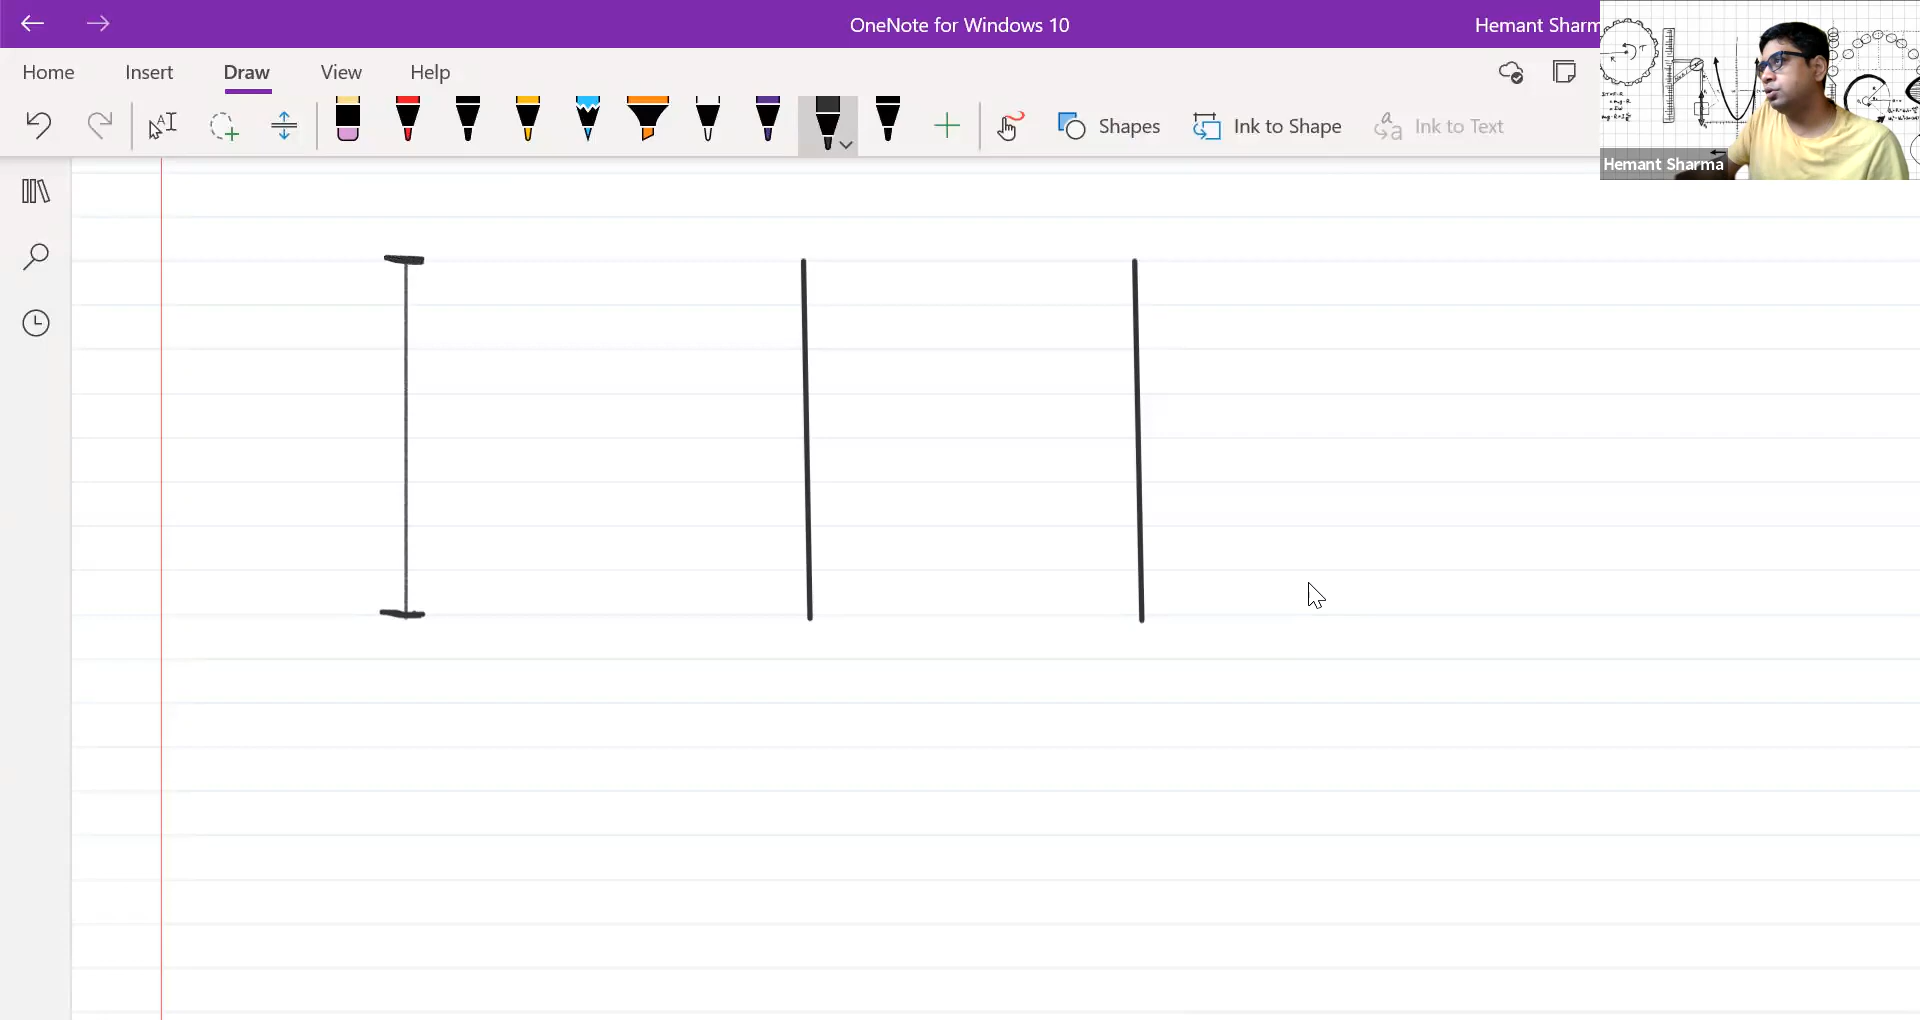 OneNote for Windows 10
Hemant Sharm
Home Insert Draw View Help
Shapes Ink to Shape Ink to Text
Hemant Sharma